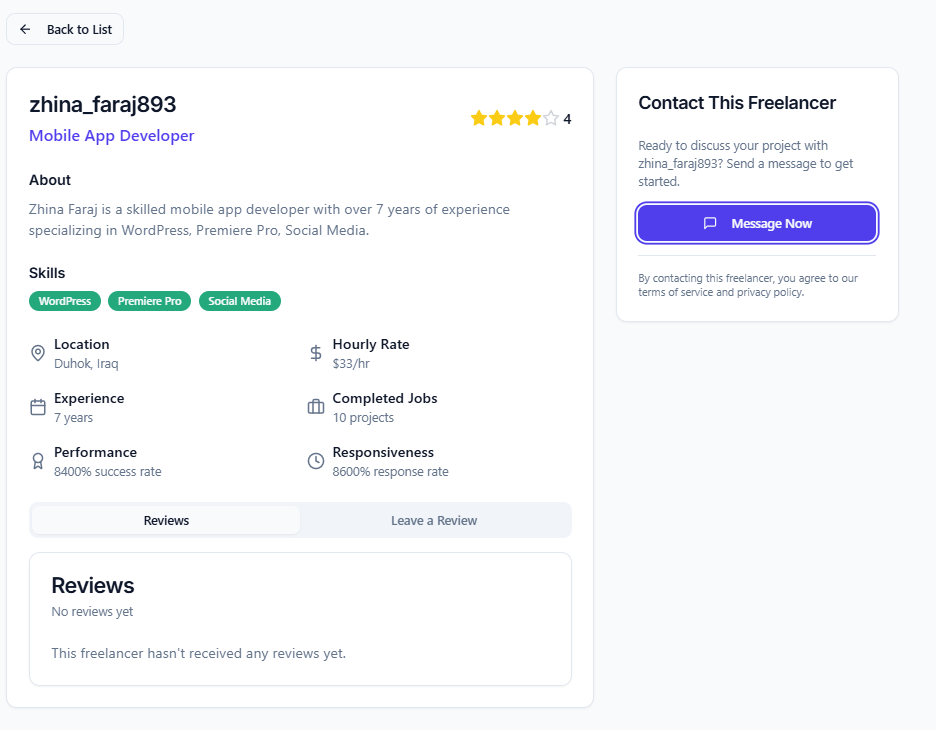 Back to List
zhina_faraj893
4
Mobile App Developer
About
Zhina Faraj is a skilled mobile app developer with over 7 years of experience
specializing in WordPress, Premiere Pro, Social Media.
Skills
WordPress Premiere Pro Social Media
Location
Duhok, Iraq
Hourly Rate
$33/hr
Experience
7 years
Completed Jobs
10 projects
Performance
8400% success rate
Responsiveness
8600% response rate
Reviews
Leave a Review
Reviews
No reviews yet
This freelancer hasn't received any reviews yet.
Contact This Freelancer
Ready to discuss your project with
zhina_faraj893? Send a message to get
started.
Message Now
By contacting this freelancer, you agree to our
terms of service and privacy policy.